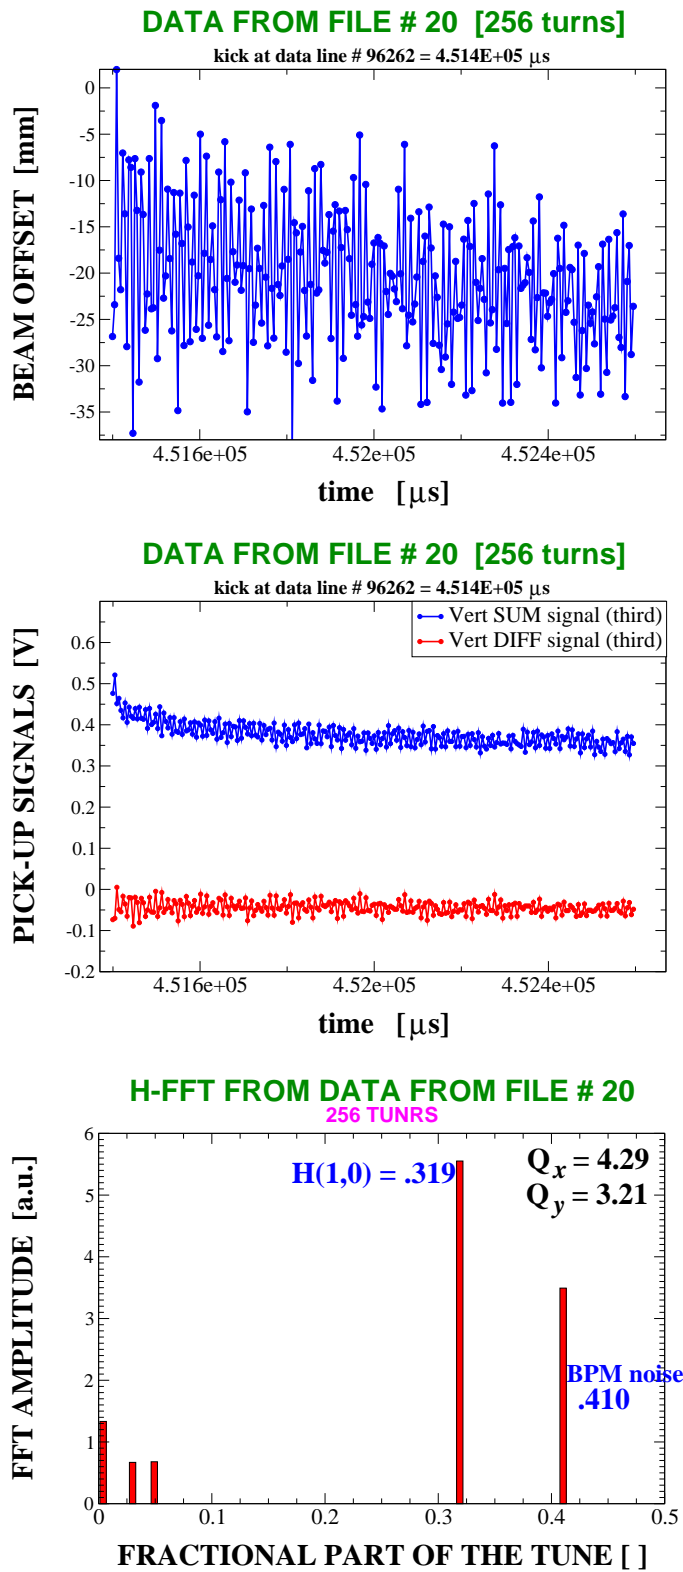 DATA FROM FILE # 20 [256 turns]
kick at data line # 96262 = 4.514E+05 μs
BEAM OFFSET [mm]
0
-5
-10
-15
-20
-25
-30
-35
4.516e+05 4.52e+05 4.524e+05
time [μs]
DATA FROM FILE # 20 [256 turns]
kick at data line # 96262 = 4.514E+05 μs
PICK-UP SIGNALS [V]
Vert SUM signal (third)
Vert DIFF signal (third)
0.6
0.5
0.4
0.3
0.2
0.1
0
-0.1
-0.2
4.516e+05 4.52e+05 4.524e+05
time [μs]
H-FFT FROM DATA FROM FILE # 20
256 TUNRS
FFT AMPLITUDE [a.u.]
6
5
4
3
2
1
0
H(1,0) = .319
Q x = 4.29
Q y = 3.21
BPM noise
.410
0 0.1 0.2 0.3 0.4 0.5
FRACTIONAL PART OF THE TUNE [ ]